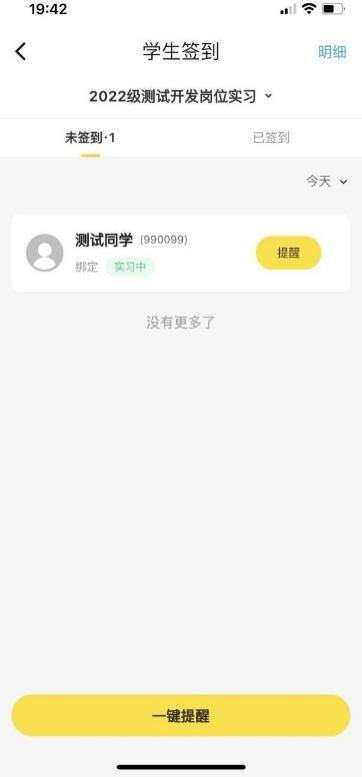 19:42
学生签到
明细
2022级测试开发岗位实习
未签到·1
已签到
今天
测试同学 (990099)
绑定 实习中
提醒
没有更多了
一键提醒